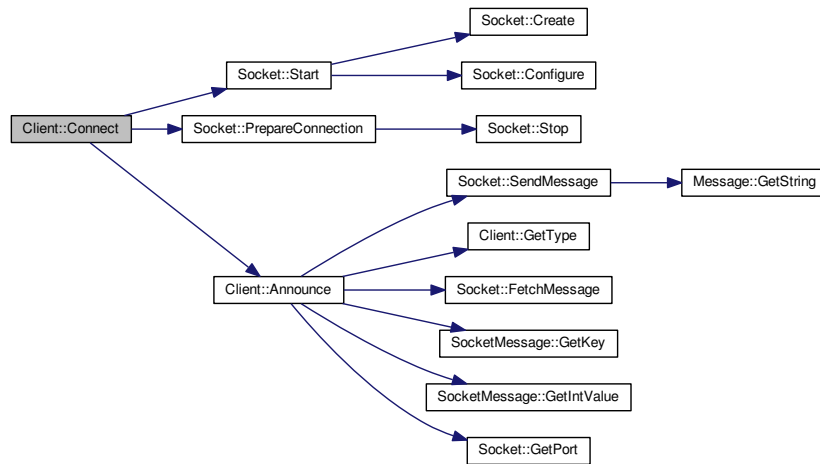 Socket::Create
Socket::Start
Socket::Configure
Client::Connect
Socket::PrepareConnection
Socket::Stop
Socket::SendMessage
Message::GetString
Client::GetType
Client::Announce
Socket::FetchMessage
SocketMessage::GetKey
SocketMessage::GetIntValue
Socket::GetPort